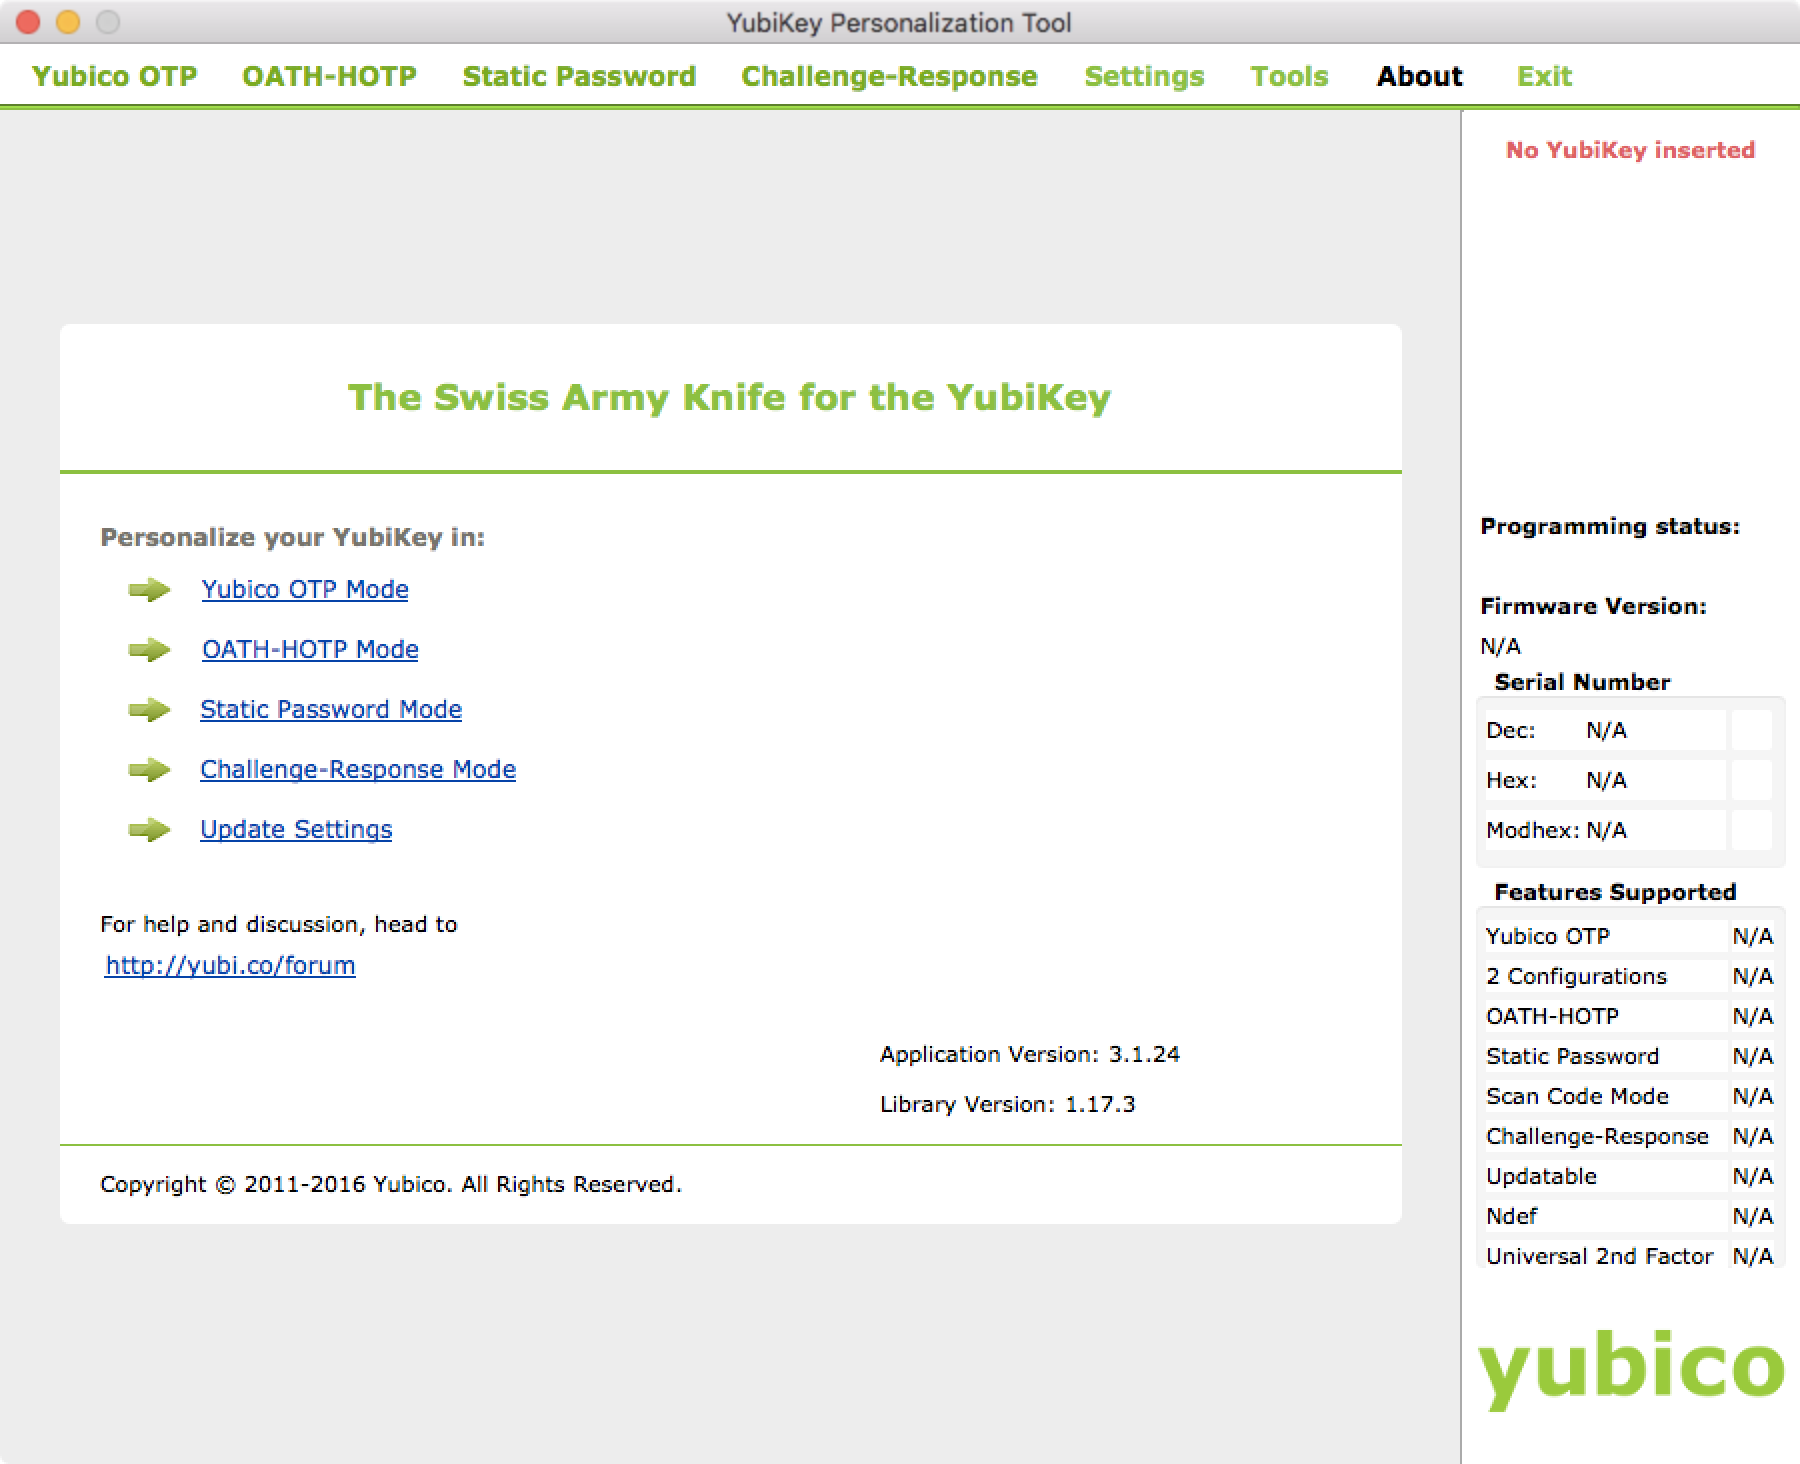 YubiKey Personalization Tool
Yubico OTP OATH-HOTP Static Password Challenge-Response Settings Tools About Exit
No YubiKey inserted
The Swiss Army Knife for the YubiKey
Personalize your YubiKey in:
Yubico OTP Mode
OATH-HOTP Mode
Static Password Mode
Challenge-Response Mode
Update Settings
For help and discussion, head to
http://yubi.co/forum
Application Version: 3.1.24
Library Version: 1.17.3
Copyright © 2011-2016 Yubico. All Rights Reserved.
Programming status:
Firmware Version:
N/A
Serial Number
Dec: N/A
Hex: N/A
Modhex: N/A
Features Supported
Yubico OTP N/A
2 Configurations N/A
OATH-HOTP N/A
Static Password N/A
Scan Code Mode N/A
Challenge-Response N/A
Updatable N/A
Ndef N/A
Universal 2nd Factor N/A
yubico